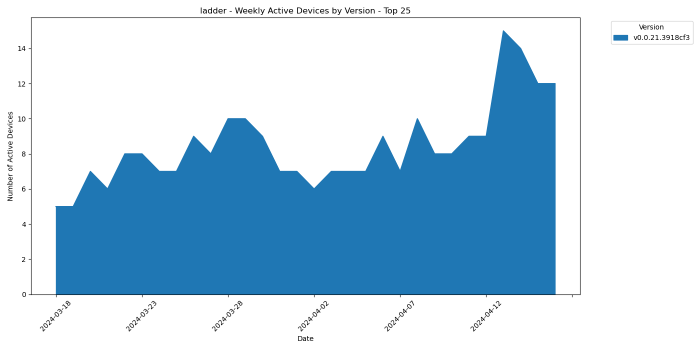 ladder - Weekly Active Devices by Version - Top 25
Version
v0.0.21.3918cf3
Number of Active Devices
14
12
10
8
6
4
2
0
2024-03-18
2024-03-23
2024-03-28
2024-04-02
2024-04-07
2024-04-12
Date